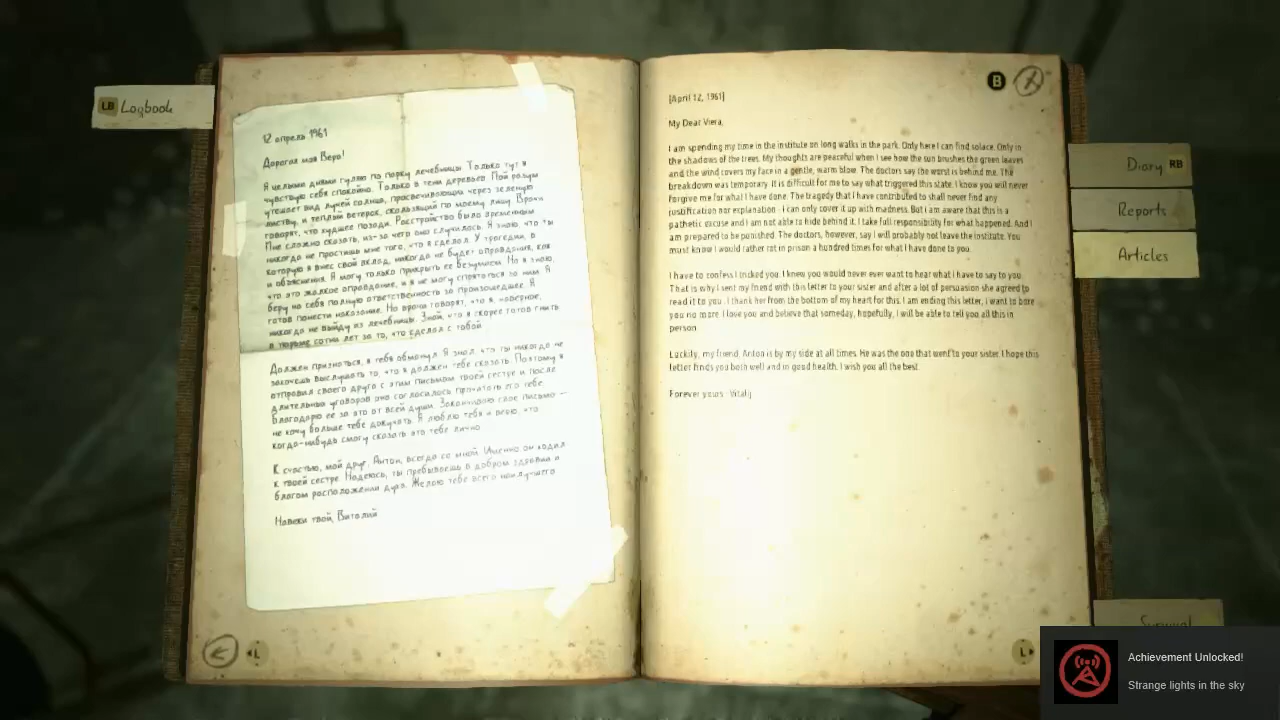 LB Logbook
12 апреля 1961
Дорогая моя Вера!
Я целыми днями гуляю по парку лечебницы. Только тут я
чувствую себя спокойно. Только в тени деревьев. Мой разум
утешает вид лучей солнца, просвечивающих через зеленую
листву, и теплый ветерок, скользящий по моему лицу. Врачи
говорят, что худшее позади. Расстройство было временным.
Мне сложно сказать, из-за чего оно случилось. Я знаю, что ты
никогда не простишь мне того, что я сделал. У трагедии, в
которую я внес свой вклад, никогда не будет оправдания, как
и объяснения. Я могу только прикрыть ее безумием. Но я знаю,
что это жалкое оправдание, и я не могу спрятаться за ним. Я
беру на себя полную ответственность за произошедшее. Я
готов понести наказание. Но врачи говорят, что я, наверное,
никогда не выйду из лечебницы. Знай, что я скорее готов гнить
в тюрьме сотни лет за то, что сделал с тобой.
Должен признаться, я тебя обманул. Я знал, что ты никогда не
захочешь выслушать то, что я должен тебе сказать. Поэтому я
отправил своего друга с этим письмом твоей сестре и после
длительных уговоров она согласилась прочитать его тебе.
Благодарю ее за это от всей души. Заканчиваю свое письмо —
не хочу больше тебе докучать. Я люблю тебя и верю, что
когда-нибудь смогу сказать это тебе лично.
К счастью, мой друг, Антон, всегда со мной. Именно он ходил
к твоей сестре. Надеюсь, ты пребываешь в добром здравии и
благом расположении духа. Желаю тебе всего наилучшего.
Навеки твой, Виталий
L
B
[April 12, 1961]
My Dear Viera,
I am spending my time in the institute on long walks in the park. Only here I can find solace. Only in
the shadows of the trees. My thoughts are peaceful when I see how the sun brushes the green leaves
and the wind covers my face in a gentle, warm blow. The doctors say the worst is behind me. The
breakdown was temporary. It is difficult for me to say what triggered this state. I know you will never
forgive me for what I have done. The tragedy that I have contributed to shall never find any
justification nor explanation - I can only cover it up with madness. But I am aware that this is a
pathetic excuse and I am not able to hide behind it. I take full responsibility for what happened. And I
am prepared to be punished. The doctors, however, say I will probably not leave the institute. You
must know I would rather rot in prison a hundred times for what I have done to you.
I have to confess I tricked you. I knew you would never ever want to hear what I have to say to you.
That is why I sent my friend with this letter to your sister and after a lot of persuasion she agreed to
read it to you. I thank her from the bottom of my heart for this. I am ending this letter, I want to bore
you no more. I love you and believe that someday, hopefully, I will be able to tell you all this in
person.
Luckily, my friend, Anton is by my side at all times. He was the one that went to your sister. I hope this
letter finds you both well and in good health. I wish you all the best.
Forever yours - Vitalij
L
Diary RB
Reports
Articles
Survival
Achievement Unlocked!
Strange lights in the sky